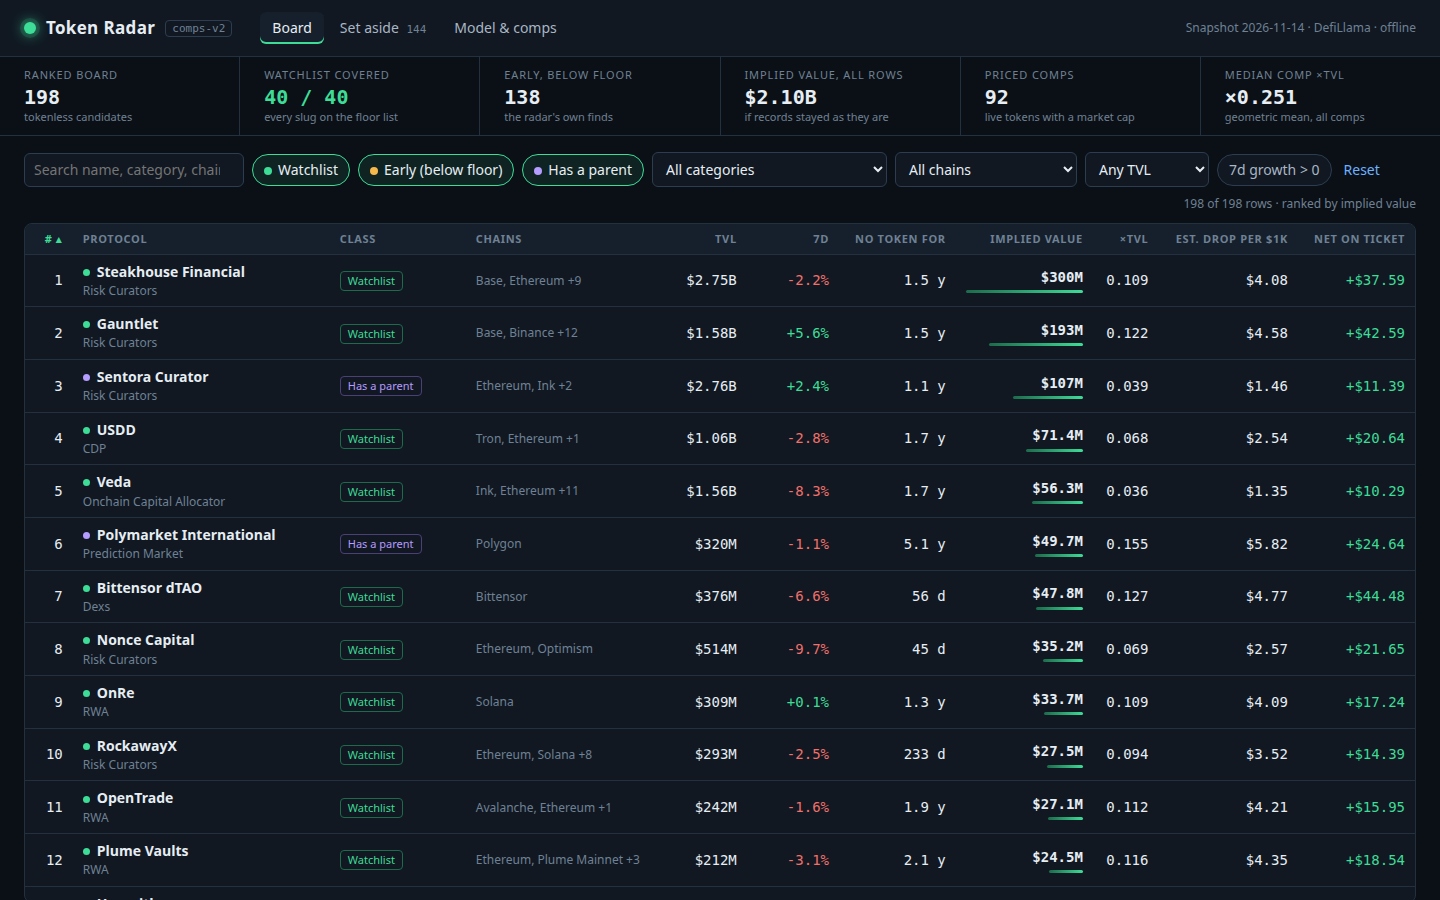 Token Radar comps-v2 Board Set aside 144 Model & comps Snapshot 2026-11-14 · DefiLlama · offline
RANKED BOARD WATCHLIST COVERED EARLY, BELOW FLOOR IMPLIED VALUE, ALL ROWS PRICED COMPS MEDIAN COMP ×TVL
198 40 / 40 138 $2.10B 92 ×0.251
tokenless candidates every slug on the floor list the radar's own finds if records stayed as they are live tokens with a market cap geometric mean, all comps
Search name, category, chai Watchlist Early (below floor) Has a parent All categories All chains Any TVL 7d growth > 0 Reset
198 of 198 rows · ranked by implied value
# ▲ PROTOCOL CLASS CHAINS TVL 7D NO TOKEN FOR IMPLIED VALUE ×TVL EST. DROP PER $1K NET ON TICKET
1 Steakhouse Financial Watchlist Base, Ethereum +9 $2.75B -2.2% 1.5 y $300M 0.109 $4.08 +$37.59
Risk Curators
2 Gauntlet Watchlist Base, Binance +12 $1.58B +5.6% 1.5 y $193M 0.122 $4.58 +$42.59
Risk Curators
3 Sentora Curator Has a parent Ethereum, Ink +2 $2.76B +2.4% 1.1 y $107M 0.039 $1.46 +$11.39
Risk Curators
4 USDD Watchlist Tron, Ethereum +1 $1.06B -2.8% 1.7 y $71.4M 0.068 $2.54 +$20.64
CDP
5 Veda Watchlist Ink, Ethereum +11 $1.56B -8.3% 1.7 y $56.3M 0.036 $1.35 +$10.29
Onchain Capital Allocator
6 Polymarket International Has a parent Polygon $320M -1.1% 5.1 y $49.7M 0.155 $5.82 +$24.64
Prediction Market
7 Bittensor dTAO Watchlist Bittensor $376M -6.6% 56 d $47.8M 0.127 $4.77 +$44.48
Dexs
8 Nonce Capital Watchlist Ethereum, Optimism $514M -9.7% 45 d $35.2M 0.069 $2.57 +$21.65
Risk Curators
9 OnRe Watchlist Solana $309M +0.1% 1.3 y $33.7M 0.109 $4.09 +$17.24
RWA
10 RockawayX Watchlist Ethereum, Solana +8 $293M -2.5% 233 d $27.5M 0.094 $3.52 +$14.39
Risk Curators
11 OpenTrade Watchlist Avalanche, Ethereum +1 $242M -1.6% 1.9 y $27.1M 0.112 $4.21 +$15.95
RWA
12 Plume Vaults Watchlist Ethereum, Plume Mainnet +3 $212M -3.1% 2.1 y $24.5M 0.116 $4.35 +$18.54
RWA